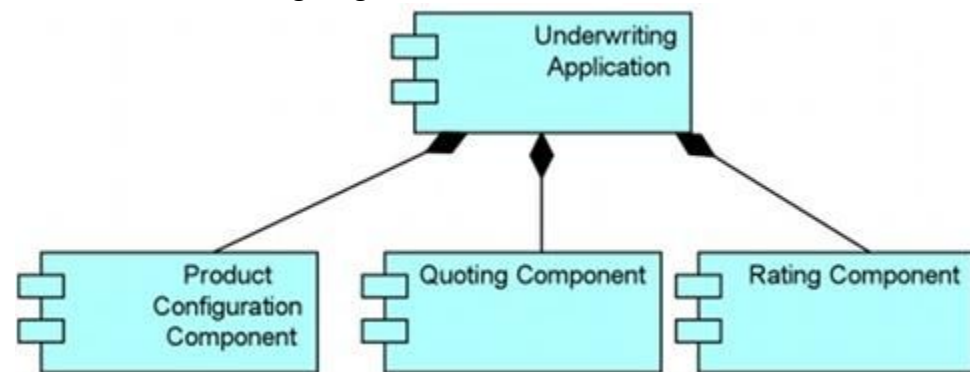 Underwriting
Application
Product
Configuration
Component
Quoting Component
Rating Component